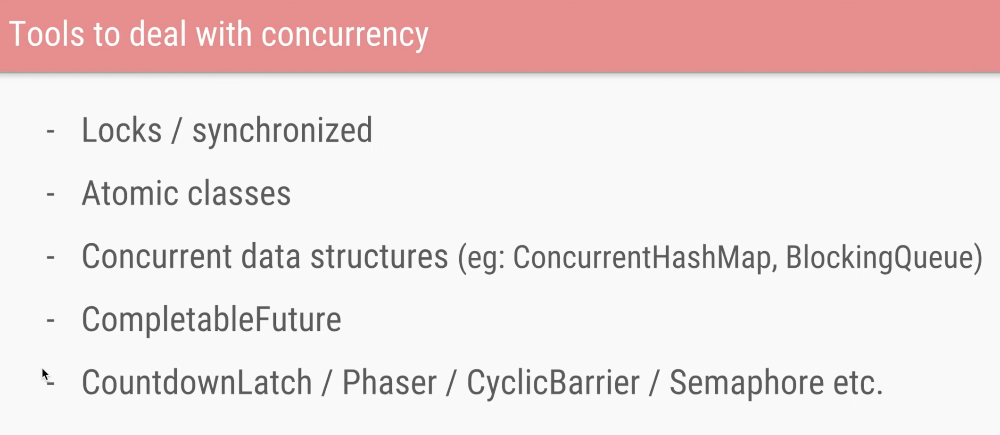 Tools to deal with concurrency
- Locks / synchronized
- Atomic classes
- Concurrent data structures (eg: ConcurrentHashMap, BlockingQueue)
- CompletableFuture
- CountdownLatch / Phaser / CyclicBarrier / Semaphore etc.